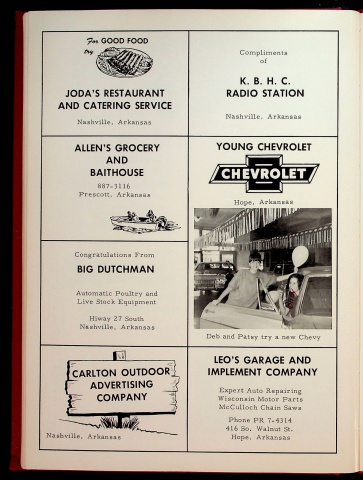 For GOOD FOOD
try
JODA'S RESTAURANT
AND CATERING SERVICE
Nashville, Arkansas
Compliments
of
K. B. H. C.
RADIO STATION
Nashville, Arkansas
ALLEN'S GROCERY
AND
BAITHOUSE
887-3116
Prescott, Arkansas
YOUNG CHEVROLET
CHEVROLET
Hope, Arkansas
Deb and Patsy try a new Chevy
Congratulations From
BIG DUTCHMAN
Automatic Poultry and
Live Stock Equipment
Hiway 27 South
Nashville, Arkansas
CARLTON OUTDOOR
ADVERTISING
COMPANY
Nashville, Arkansas
LEO'S GARAGE AND
IMPLEMENT COMPANY
Expert Auto Repairing
Wisconsin Motor Parts
McCulloch Chain Saws
Phone PR 7-4314
416 So. Walnut St.
Hope, Arkansas